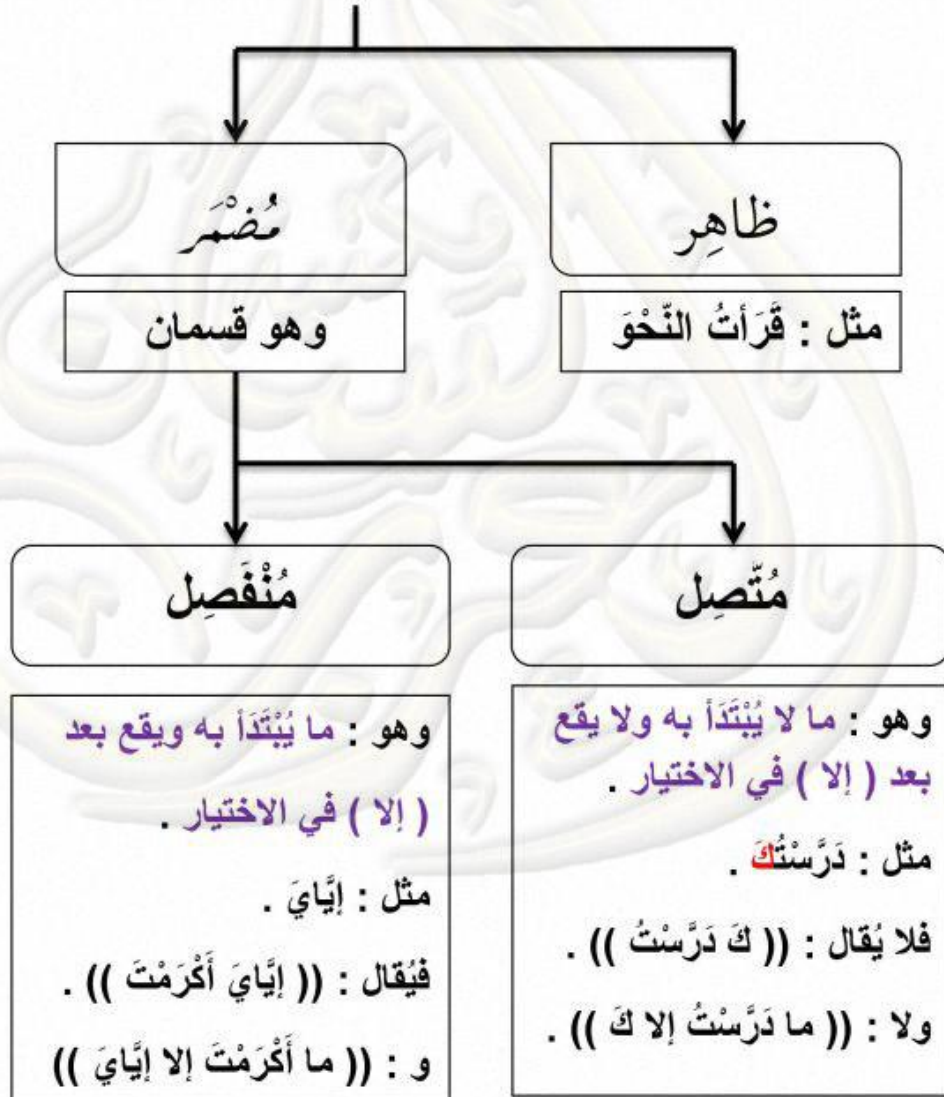 ظاهِر
مُضْمَر
مثل : قَرَأتُ النّحْوَ
وهو قسمان
مُتّصِل
مُنْفَصِل
وهو : ما لا يُبْتَدَأ به ولا يقع
بعد ( إلا ) في الاختيار .
مثل : دَرَّسْتُكَ .
فلا يُقال : (( كَ دَرَّسْتُ )) .
ولا : (( ما دَرَّسْتُ إلا كَ )) .
وهو : ما يُبْتَدَأ به ويقع بعد
( إلا ) في الاختيار .
مثل : إيَّايَ .
فيُقال : (( إيَّايَ أَكْرَمْتَ )) .
و : (( ما أَكْرَمْتَ إلا إيَّايَ ))